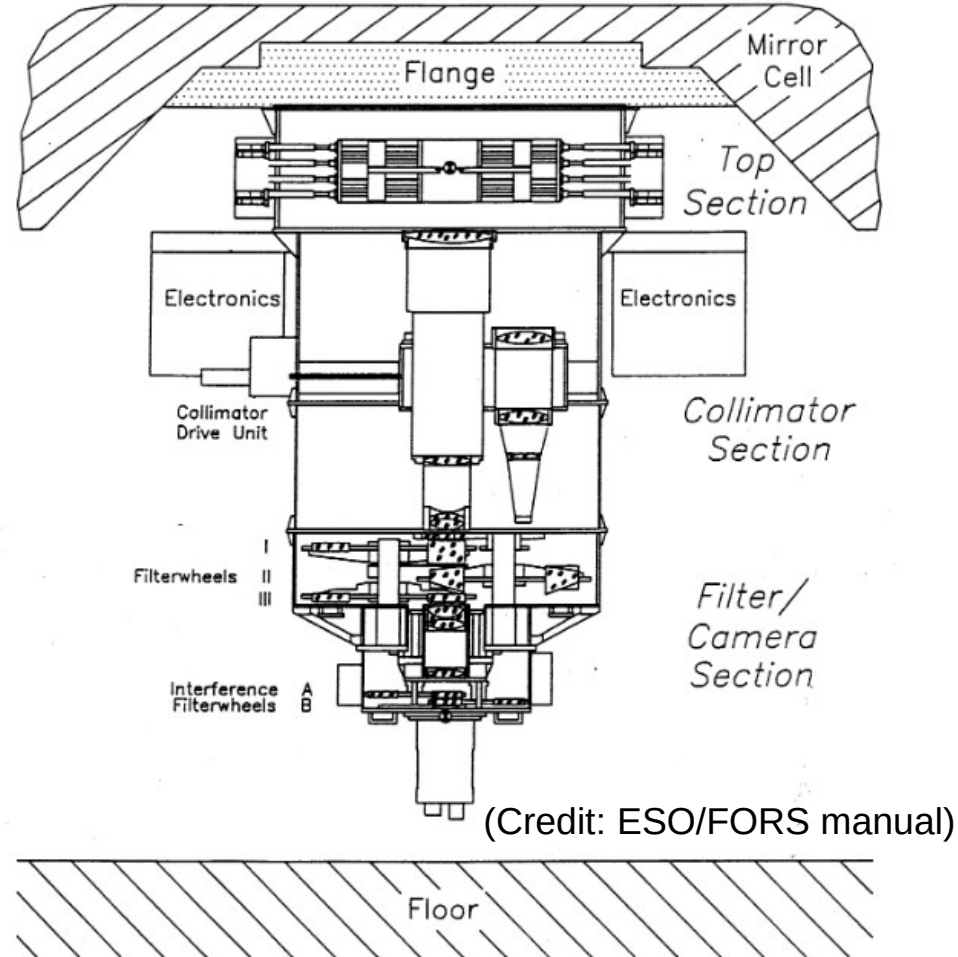 Mirror
Cell
Flange
Top
Section
Electronics
Electronics
Collimator
Drive Unit
Collimator
Section
I
Filterwheels II
III
Filter/
Camera
Section
Interference A
Filterwheels B
(Credit: ESO/FORS manual)
Floor